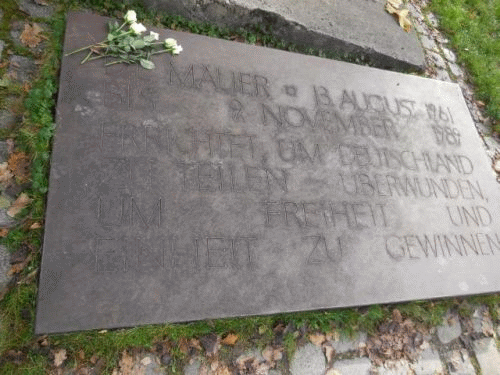 DIE MAUER ¤ 13. AUGUST 1961
BIS 9. NOVEMBER 1989
ERRICHTET, UM DEUTSCHLAND
ZU TEILEN ÜBERWUNDEN,
UM FREIHEIT UND
EINHEIT ZU GEWINNEN